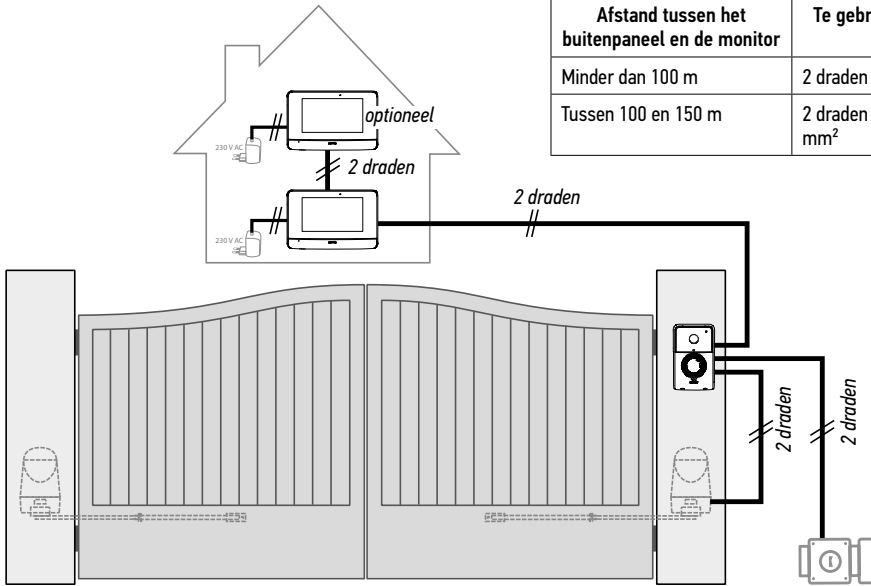 Afstand tussen het
buitenpaneel en de monitor
Te
Minder dan 100 m
2 draden
Tussen 100 en 150 m
2 draden
mm²
optioneel
230 V AC
2 draden
2 draden
230 V AC
2 draden
2 draden